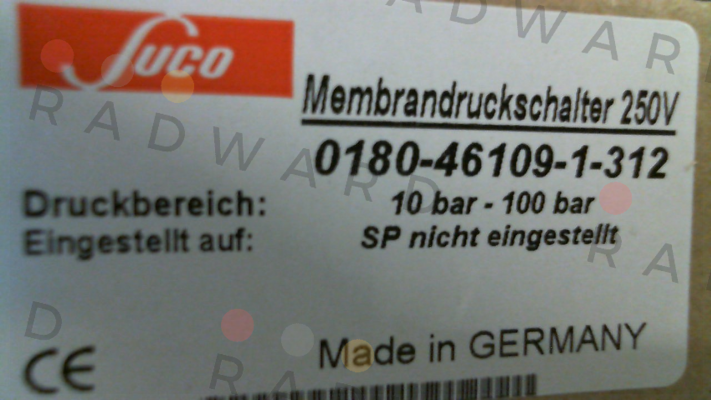 SUCO
Membrandruckschalter 250V
0180-46109-1-312
Druckbereich: 10 bar - 100 bar
Eingestellt auf: SP nicht eingestellt
CE Made in GERMANY
RADWARD